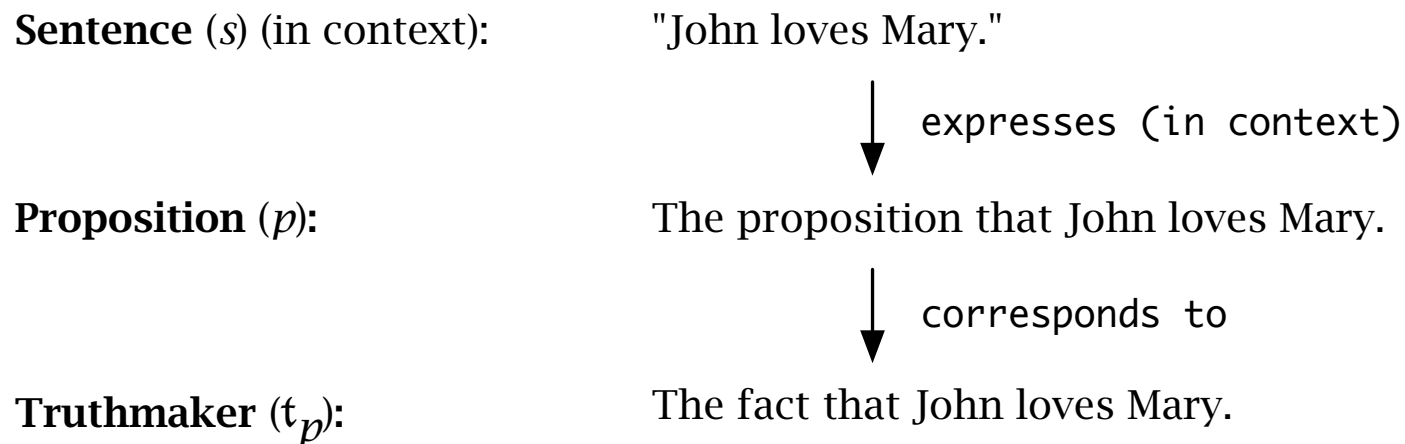 Sentence (s) (in context): "John loves Mary."
expresses (in context)
Proposition (p): The proposition that John loves Mary.
corresponds to
Truthmaker (tₚ): The fact that John loves Mary.